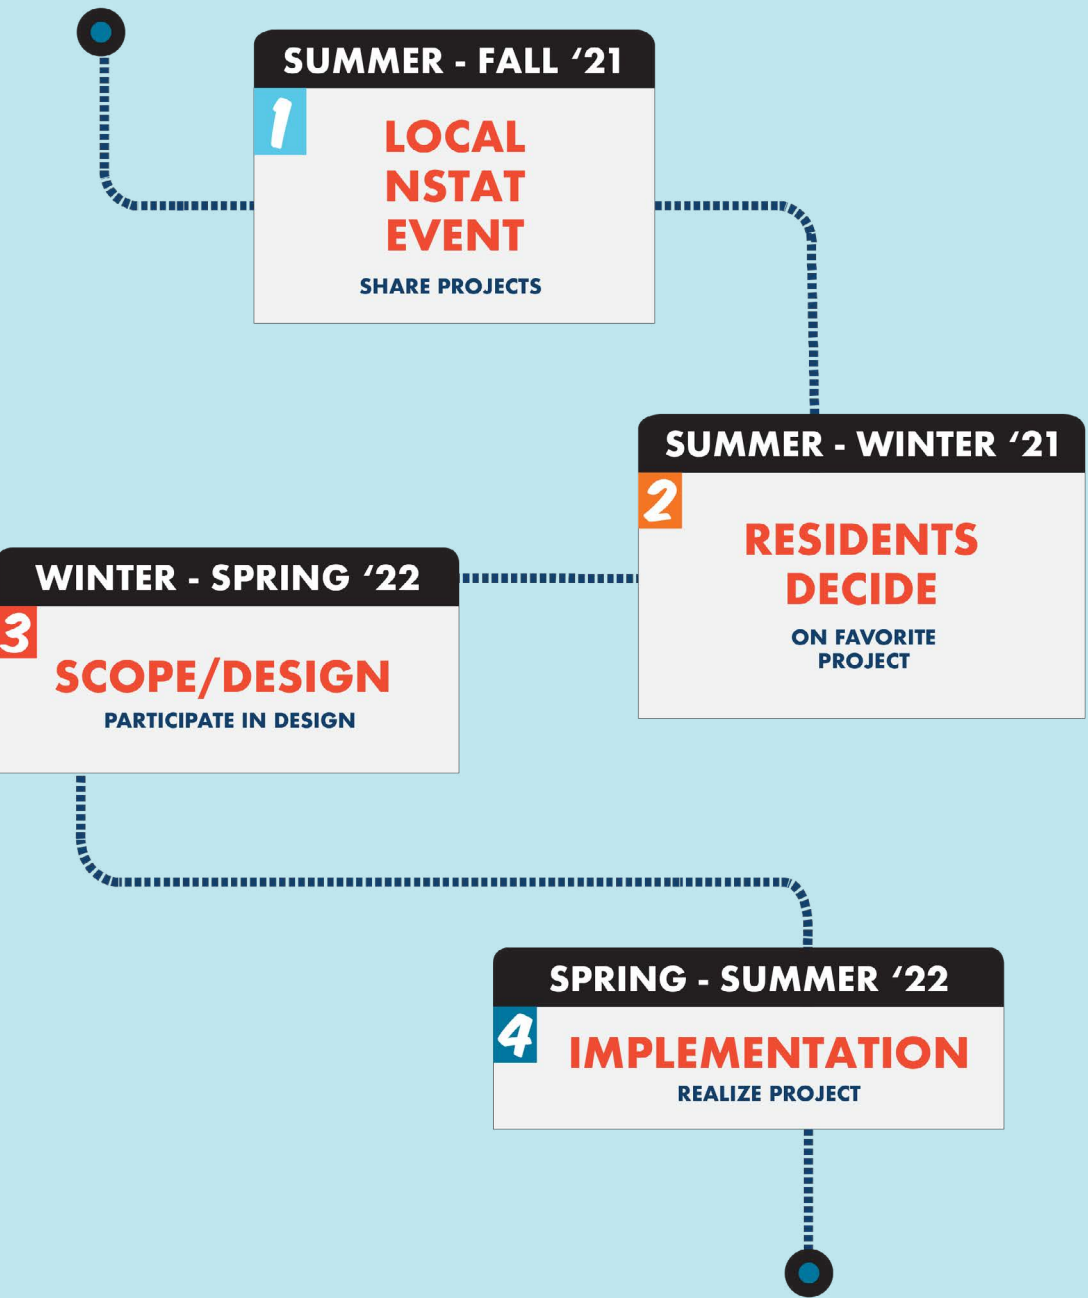 SUMMER - FALL ‘21
1
LOCAL
NSTAT
EVENT
SHARE PROJECTS
SUMMER - WINTER ‘21
2
RESIDENTS
DECIDE
ON FAVORITE
PROJECT
WINTER - SPRING ‘22
3
SCOPE/DESIGN
PARTICIPATE IN DESIGN
SPRING - SUMMER ‘22
4
IMPLEMENTATION
REALIZE PROJECT